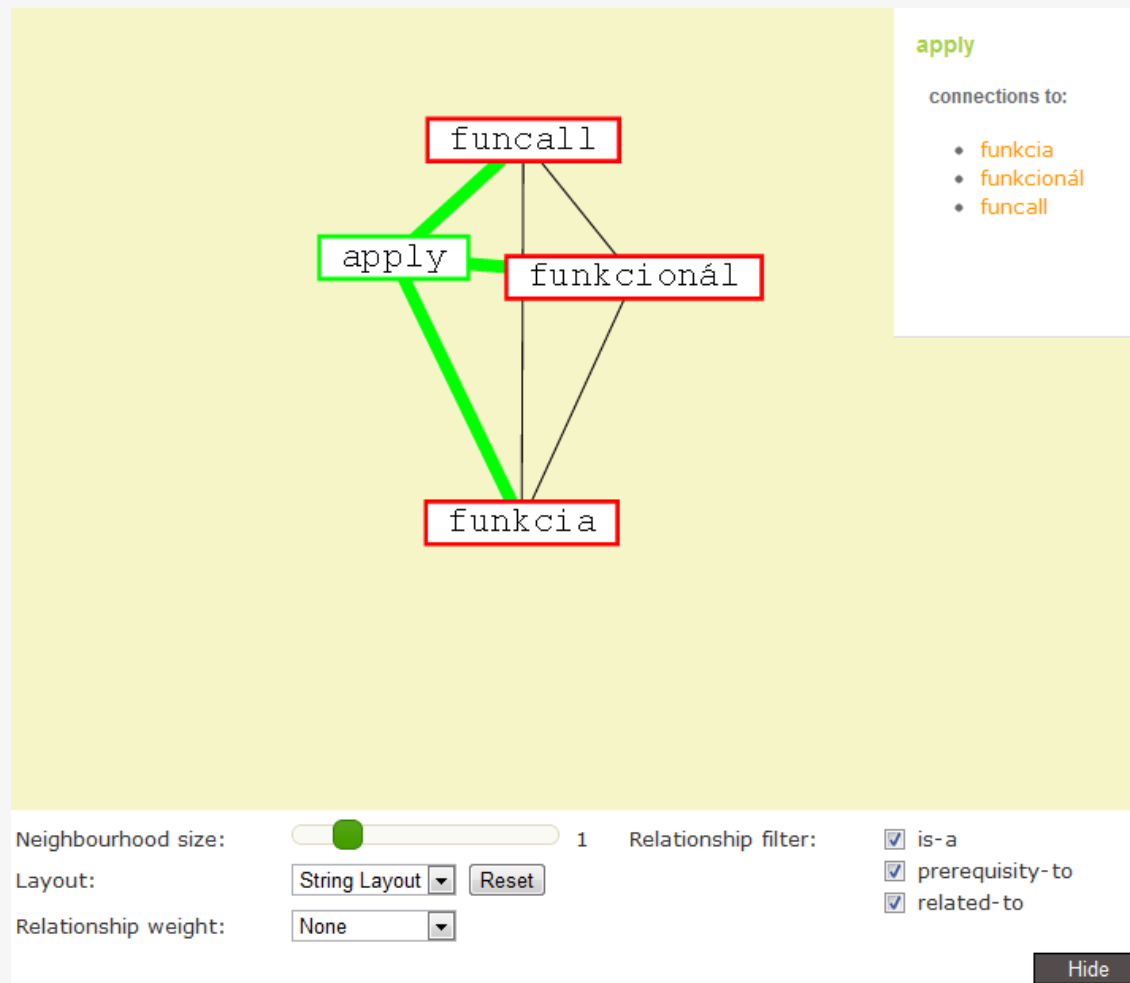 apply
connections to:
funkcia
funkcionál
funcall
funcall
apply
funkcionál
funkcia
Neighbourhood size: 1
Relationship filter:
is-a
prerequisity-to
related-to
Layout: String Layout Reset
Relationship weight: None
Hide